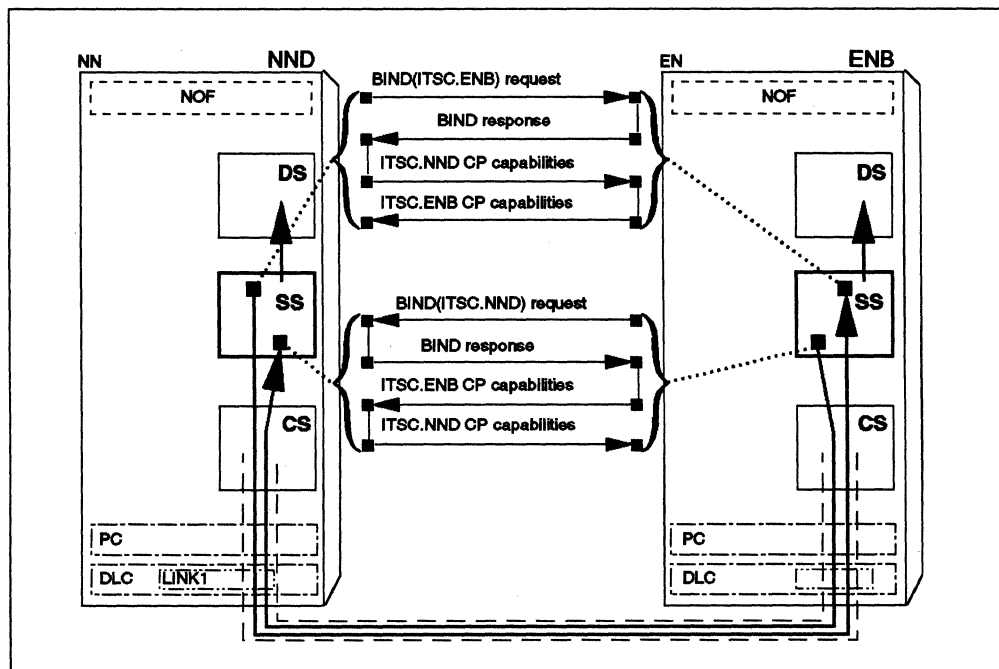 NN NND
NOF
DS
SS
CS
PC
DLC LINK1
BIND(ITSC.ENB) request
BIND response
ITSC.NND CP capabilities
ITSC.ENB CP capabilities
BIND(ITSC.NND) request
BIND response
ITSC.ENB CP capabilities
ITSC.NND CP capabilities
EN ENB
NOF
DS
SS
CS
PC
DLC